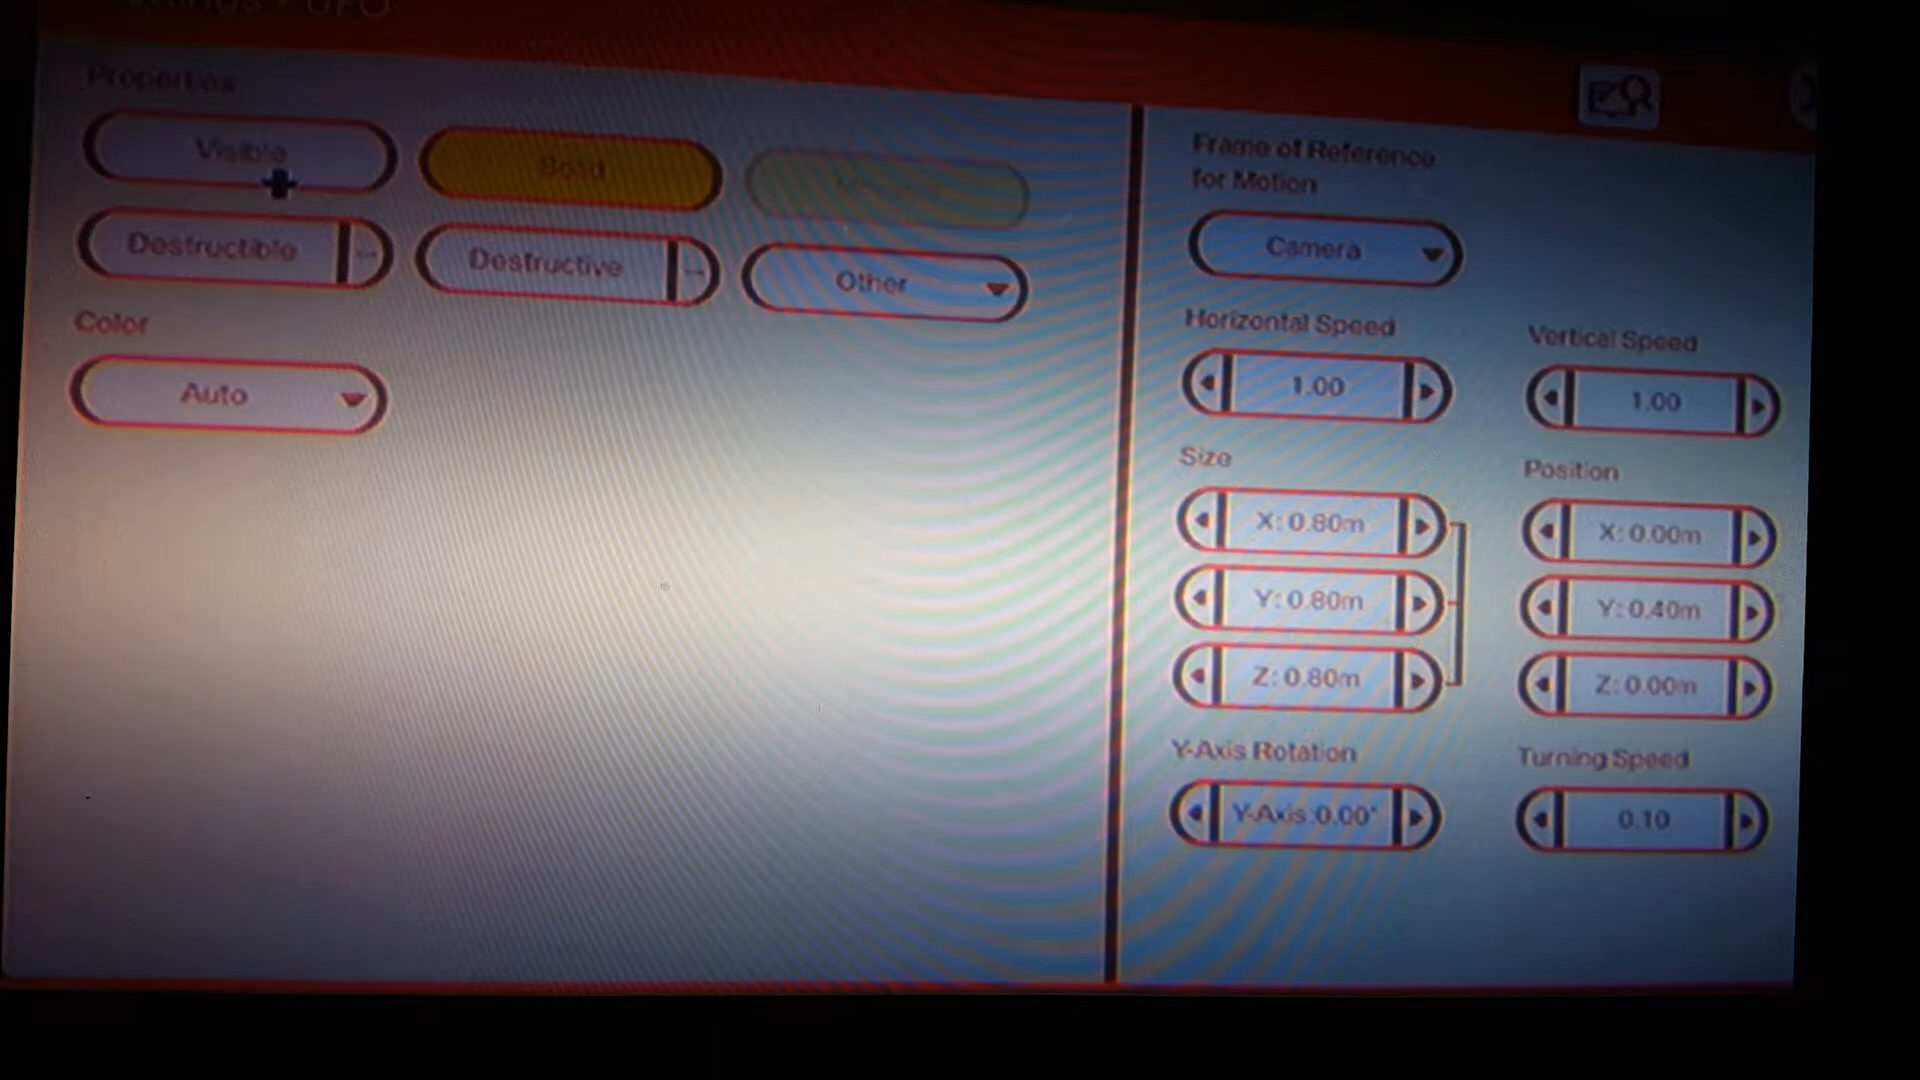 UFO
Properties
Visible
Solid
Destructible
Destructive
Other
Color
Auto
Frame of Reference
for Motion
Camera
Horizontal Speed
Vertical Speed
1.00
1.00
Size
Position
X: 0.80m
X: 0.00m
Y: 0.80m
Y: 0.40m
Z: 0.80m
Z: 0.00m
Y-Axis Rotation
Turning Speed
Y-Axis:0.00°
0.10